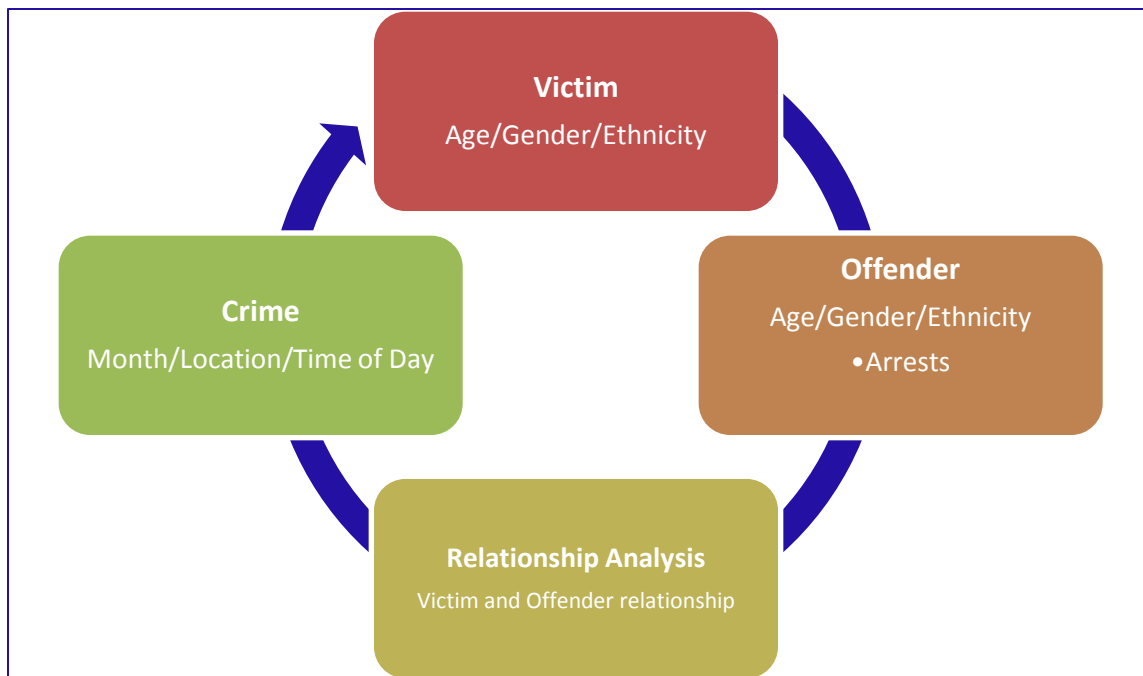 Victim
Age/Gender/Ethnicity
Offender
Age/Gender/Ethnicity
•Arrests
Relationship Analysis
Victim and Offender relationship
Crime
Month/Location/Time of Day